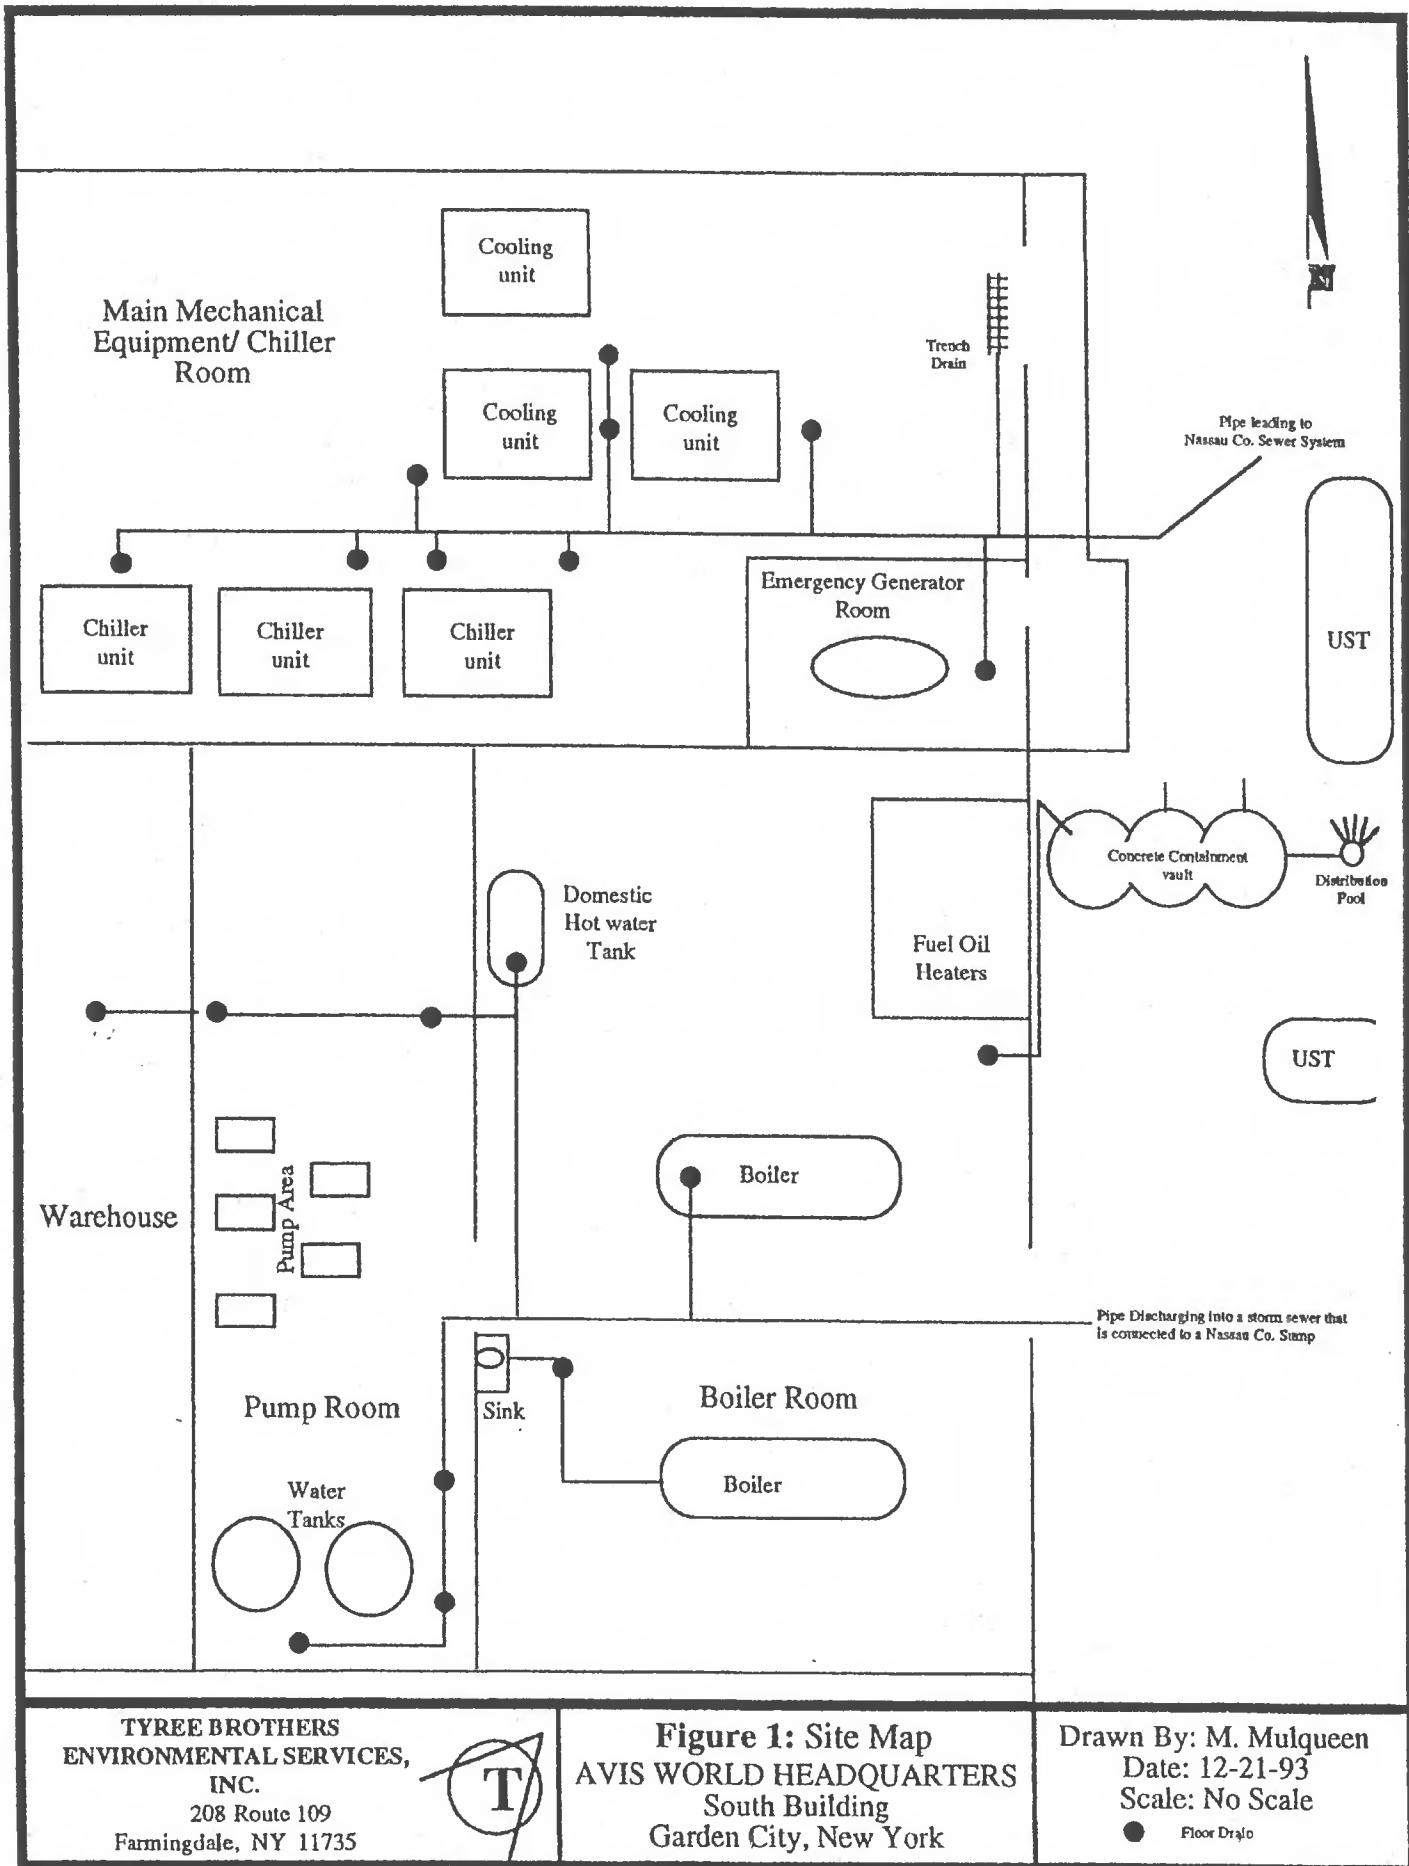 N
Cooling
unit
Main Mechanical
Equipment/ Chiller
Room
Trench
Drain
Cooling
unit
Cooling
unit
Pipe leading to
Nassau Co. Sewer System
Emergency Generator
Room
Chiller
unit
Chiller
unit
Chiller
unit
UST
Concrete Containment
vault
Distribution
Pool
Domestic
Hot water
Tank
Fuel Oil
Heaters
UST
Boiler
Warehouse
Pump Area
Pipe Discharging into a storm sewer that
is connected to a Nassau Co. Sump
Pump Room
Sink
Boiler Room
Boiler
Water
Tanks
TYREE BROTHERS
ENVIRONMENTAL SERVICES,
INC.
208 Route 109
Farmingdale, NY 11735
T
Figure 1: Site Map
AVIS WORLD HEADQUARTERS
South Building
Garden City, New York
Drawn By: M. Mulqueen
Date: 12-21-93
Scale: No Scale
Floor Drain